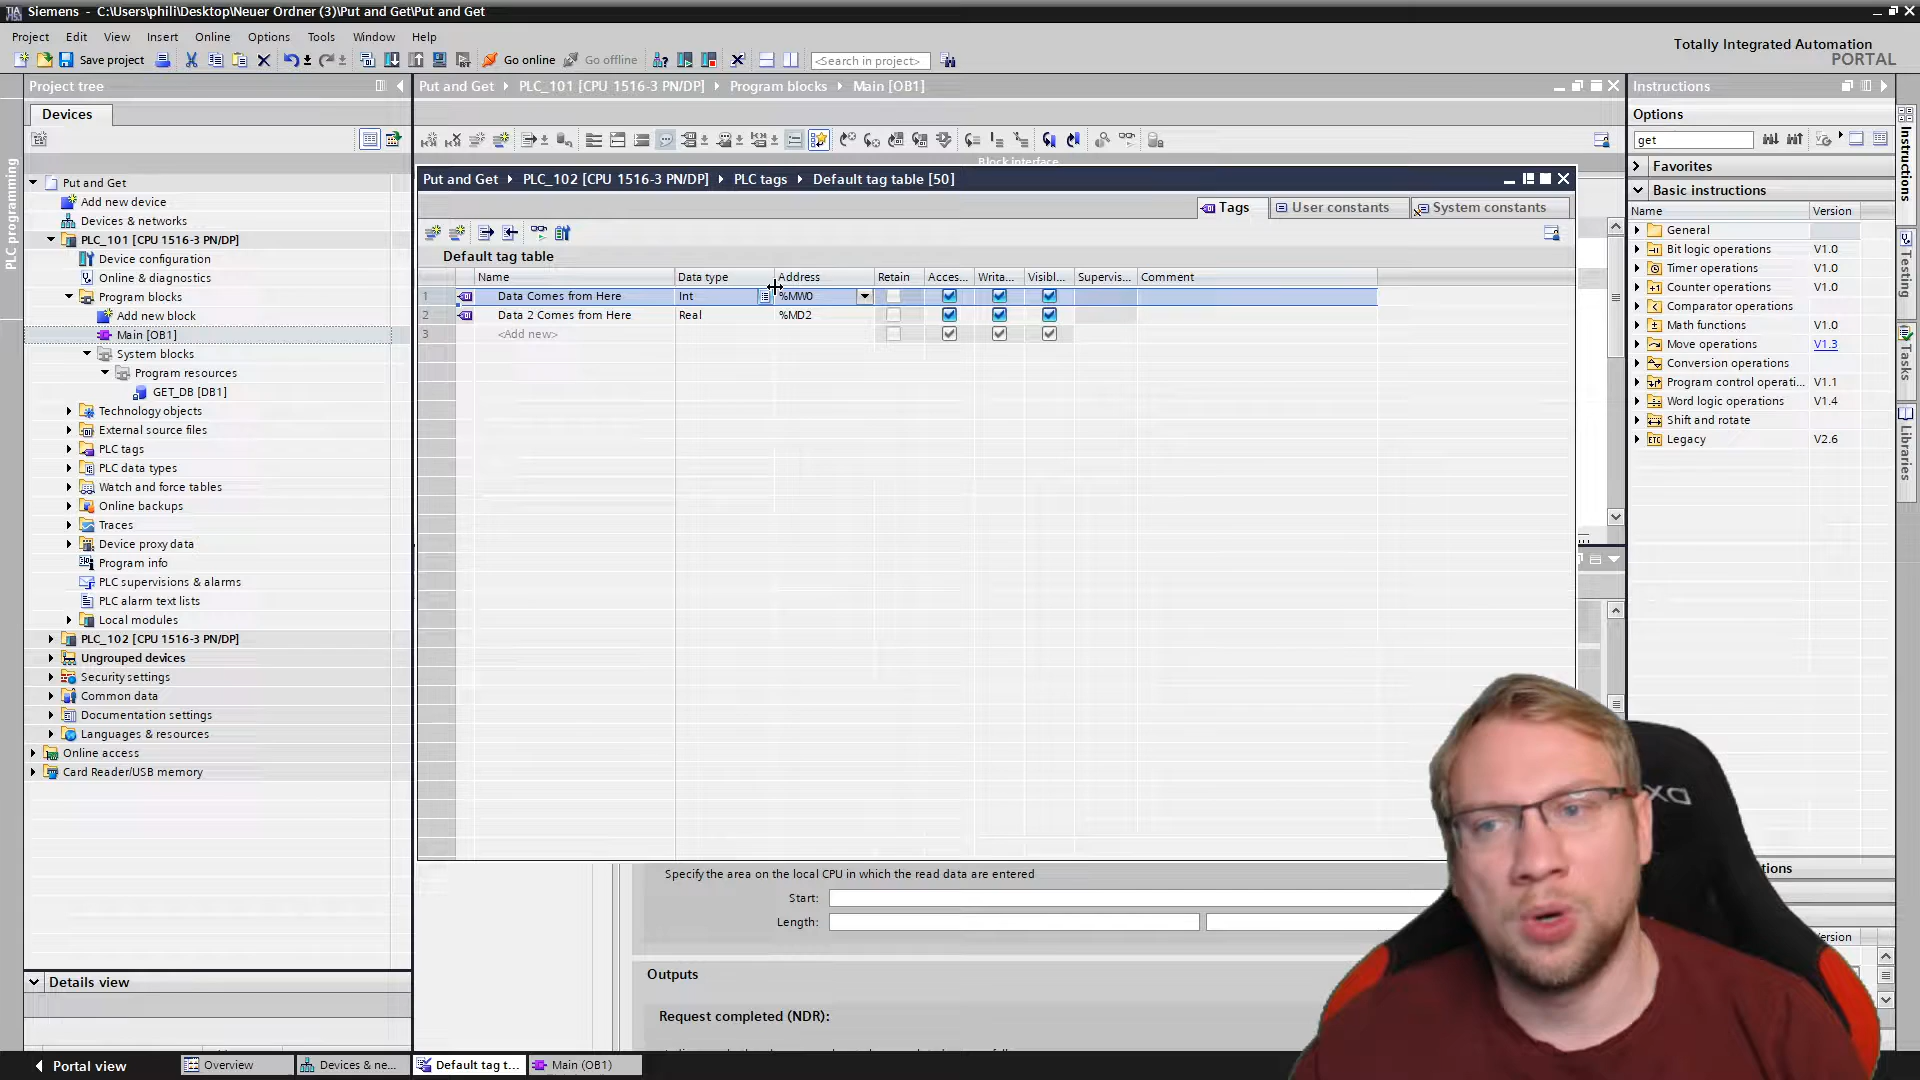 Siemens - C:\Users\phili\Desktop\Neuer Ordner (3)\Put and Get\Put and Get
Project Edit View Insert Online Options Tools Window Help
Totally Integrated Automation
PORTAL
Save project
Go online
Go offline
<Search in project>
Project tree
Put and Get PLC_101 [CPU 1516-3 PN/DP] Program blocks Main [OB1]
Instructions
Devices
Options
get
Block interface
PLC programming
Put and Get
Add new device
Devices & networks
PLC_101 [CPU 1516-3 PN/DP]
Device configuration
Online & diagnostics
Program blocks
Add new block
Main [OB1]
System blocks
Program resources
GET_DB [DB1]
Technology objects
External source files
PLC tags
PLC data types
Watch and force tables
Online backups
Traces
Device proxy data
Program info
PLC supervisions & alarms
PLC alarm text lists
Local modules
PLC_102 [CPU 1516-3 PN/DP]
Ungrouped devices
Security settings
Common data
Documentation settings
Languages & resources
Online access
Card Reader/USB memory
Details view
Put and Get PLC_102 [CPU 1516-3 PN/DP] PLC tags Default tag table [50]
Tags User constants System constants
Default tag table
Name Data type Address Retain Acces... Writa... Visibl... Supervis... Comment
1 Data Comes from Here Int %MW0
2 Data 2 Comes from Here Real %MD2
3 <Add new>
Specify the area on the local CPU in which the read data are entered
Start:
Length:
Outputs
Request completed (NDR):
Favorites
Basic instructions
Name Version
General
Bit logic operations V1.0
Timer operations V1.0
Counter operations V1.0
Comparator operations
Math functions V1.0
Move operations V1.3
Conversion operations
Program control operati... V1.1
Word logic operations V1.4
Shift and rotate
Legacy V2.6
Instructions
Testing
Tasks
Libraries
Portal view
Overview
Devices & ne...
Default tag t...
Main (OB1)